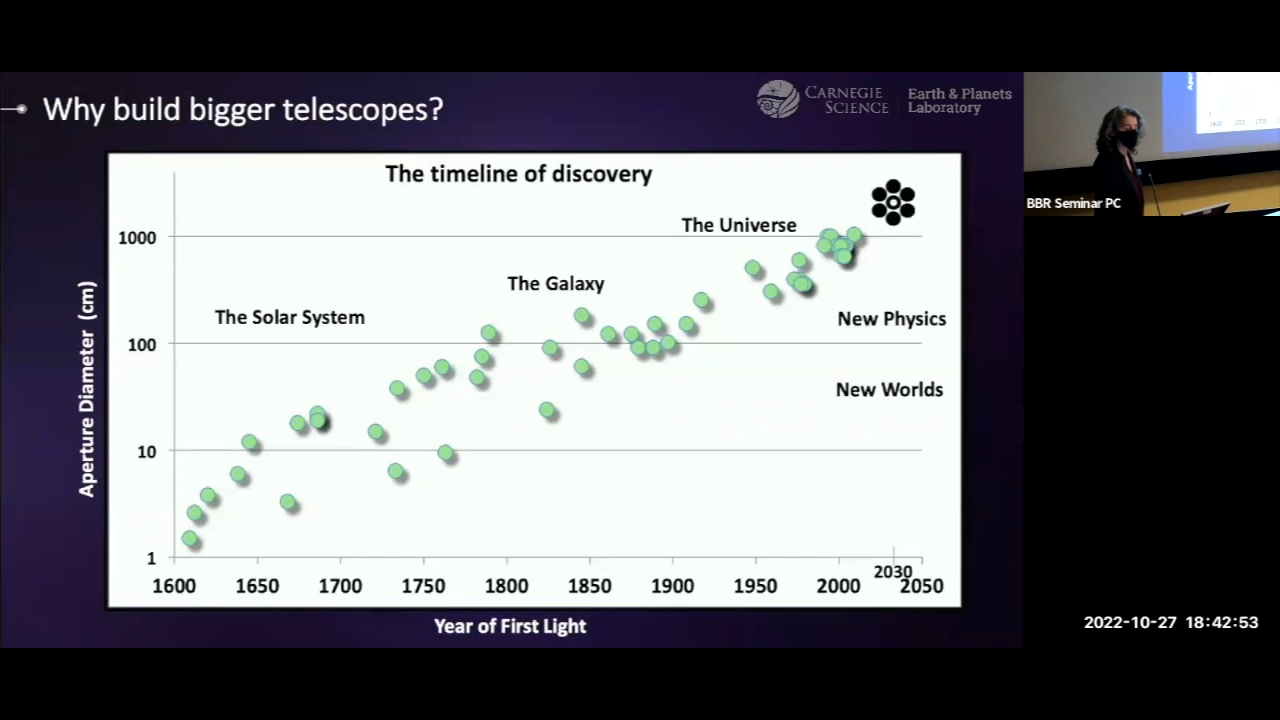 Why build bigger telescopes?
CARNEGIE
SCIENCE
Earth & Planets
Laboratory
The timeline of discovery
The Universe
The Galaxy
The Solar System
New Physics
New Worlds
Aperture Diameter (cm)
1000
100
10
1
2030
1600 1650 1700 1750 1800 1850 1900 1950 2000 2050
Year of First Light
BBR Seminar PC
2022-10-27 18:42:53